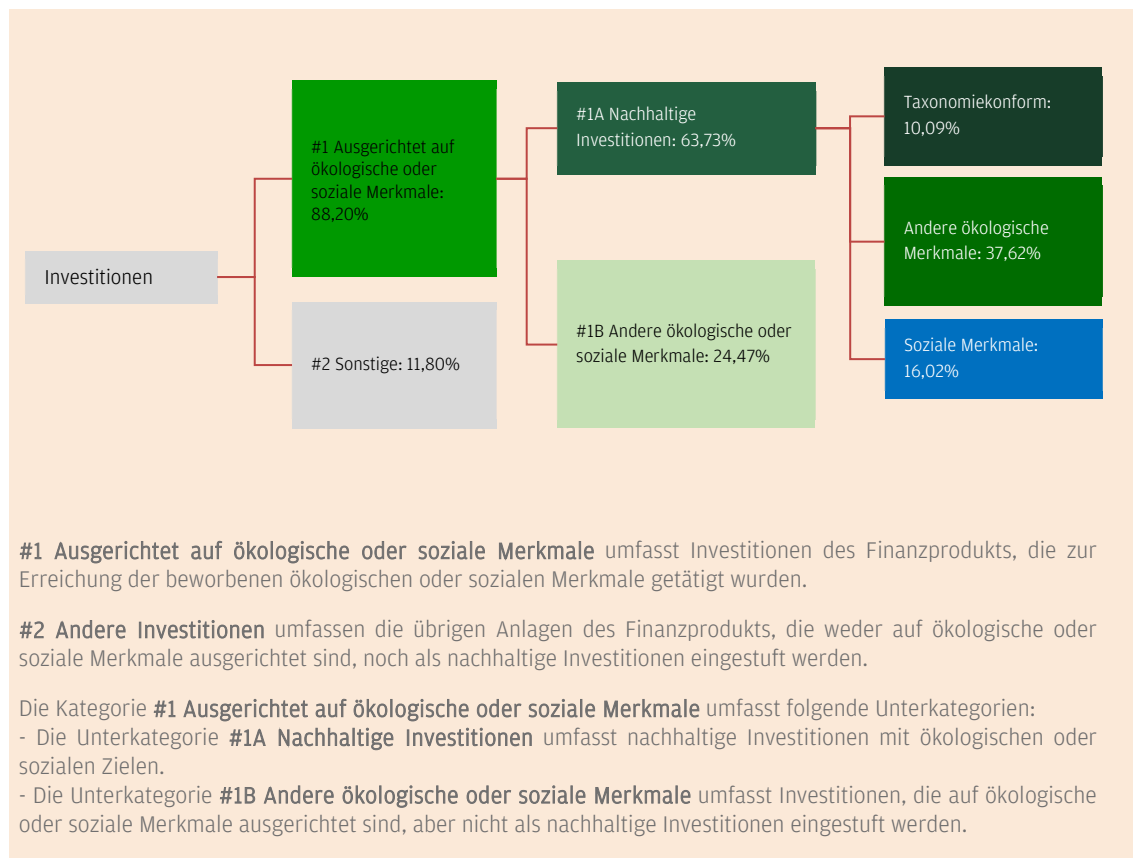 Investitionen
#1 Ausgerichtet auf
ökologische oder
soziale Merkmale:
88,20%
#2 Sonstige: 11,80%
#1A Nachhaltige
Investitionen: 63,73%
#1B Andere ökologische oder
soziale Merkmale: 24,47%
Taxonomiekonform:
10,09%
Andere ökologische
Merkmale: 37,62%
Soziale Merkmale:
16,02%
#1 Ausgerichtet auf ökologische oder soziale Merkmale umfasst Investitionen des Finanzprodukts, die zur
Erreichung der beworbenen ökologischen oder sozialen Merkmale getätigt wurden.
#2 Andere Investitionen umfassen die übrigen Anlagen des Finanzprodukts, die weder auf ökologische oder
soziale Merkmale ausgerichtet sind, noch als nachhaltige Investitionen eingestuft werden.
Die Kategorie #1 Ausgerichtet auf ökologische oder soziale Merkmale umfasst folgende Unterkategorien:
- Die Unterkategorie #1A Nachhaltige Investitionen umfasst nachhaltige Investitionen mit ökologischen oder
sozialen Zielen.
- Die Unterkategorie #1B Andere ökologische oder soziale Merkmale umfasst Investitionen, die auf ökologische
oder soziale Merkmale ausgerichtet sind, aber nicht als nachhaltige Investitionen eingestuft werden.